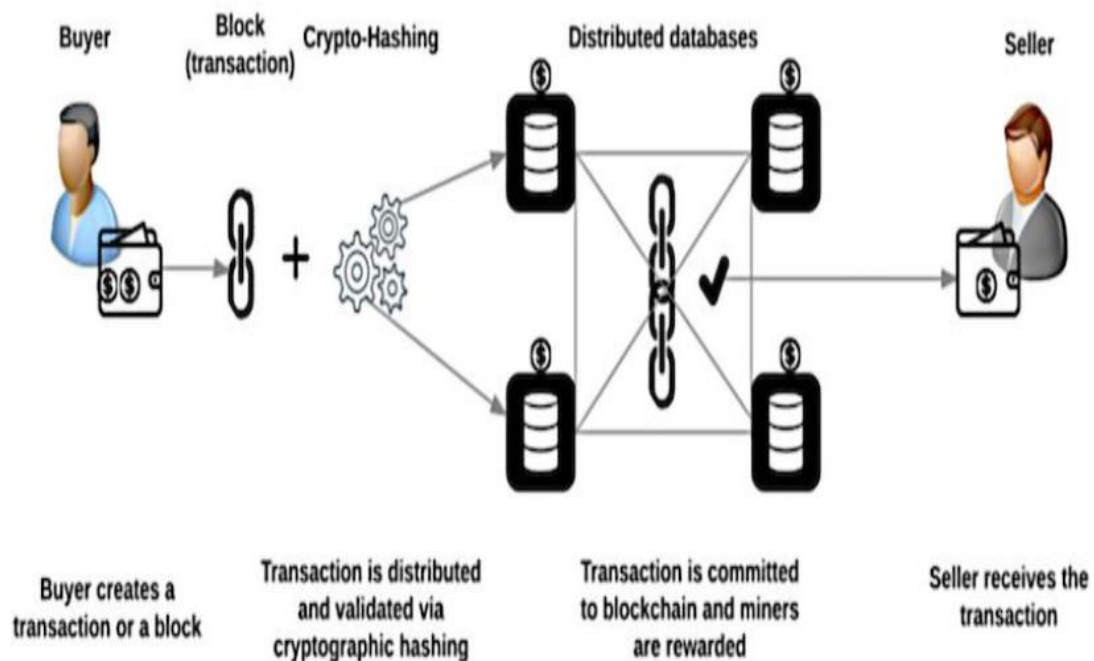 Buyer
Block
(transaction)
Crypto-Hashing
Distributed databases
Seller
Buyer creates a
transaction or a block
Transaction is distributed
and validated via
cryptographic hashing
Transaction is committed
to blockchain and miners
are rewarded
Seller receives the
transaction